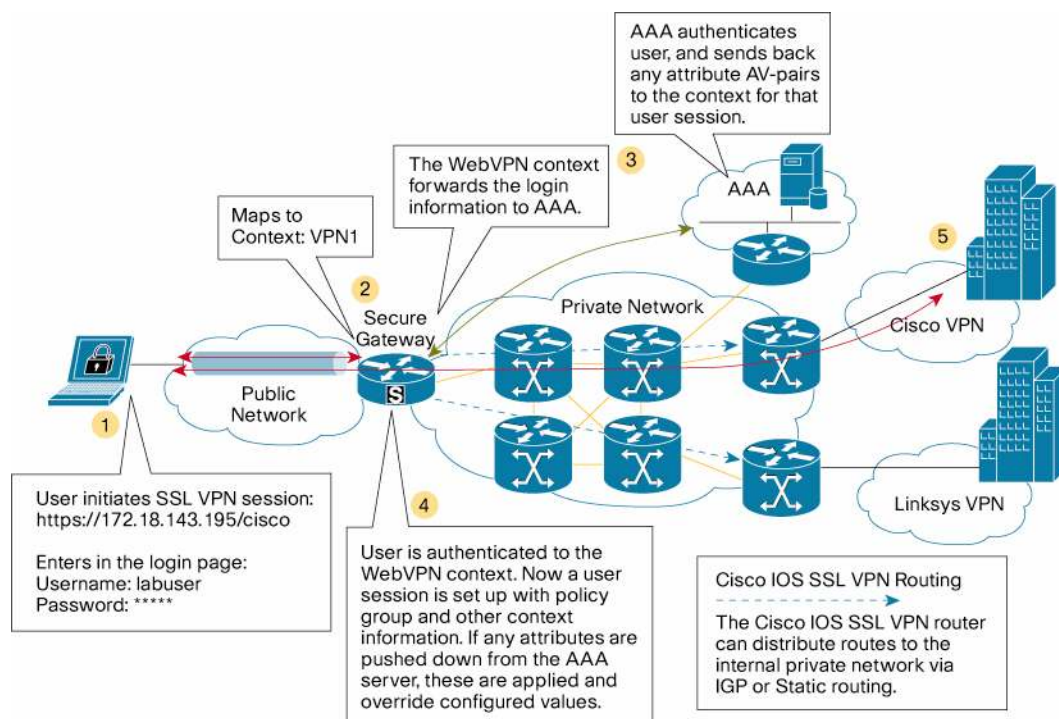 AAA authenticates
user, and sends back
any attribute AV-pairs
to the context for that
user session.
3
The WebVPN context
forwards the login
information to AAA.
AAA
Maps to
Context: VPN1
5
2
Secure
Gateway
Private Network
Cisco VPN
Public
Network
S
1
User initiates SSL VPN session:
https://172.18.143.195/cisco
Enters in the login page:
Username: labuser
Password: *****
4
User is authenticated to the
WebVPN context. Now a user
session is set up with policy
group and other context
information. If any attributes are
pushed down from the AAA
server, these are applied and
override configured values.
Linksys VPN
Cisco IOS SSL VPN Routing
The Cisco IOS SSL VPN router
can distribute routes to the
internal private network via
IGP or Static routing.